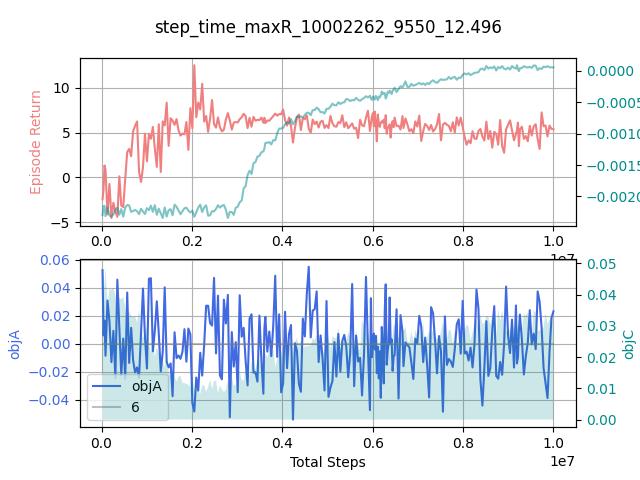 step_time_maxR_10002262_9550_12.496
Episode Return
10
5
0
−5
0.0000
−0.0005
−0.0010
−0.0015
−0.0020
0.0 0.2 0.4 0.6 0.8 1.0
1e7
objA
0.06
0.04
0.02
0.00
−0.02
−0.04
0.05
0.04
0.03
0.02
0.01
0.00
objC
objA
6
0.0 0.2 0.4 0.6 0.8 1.0
Total Steps
1e7